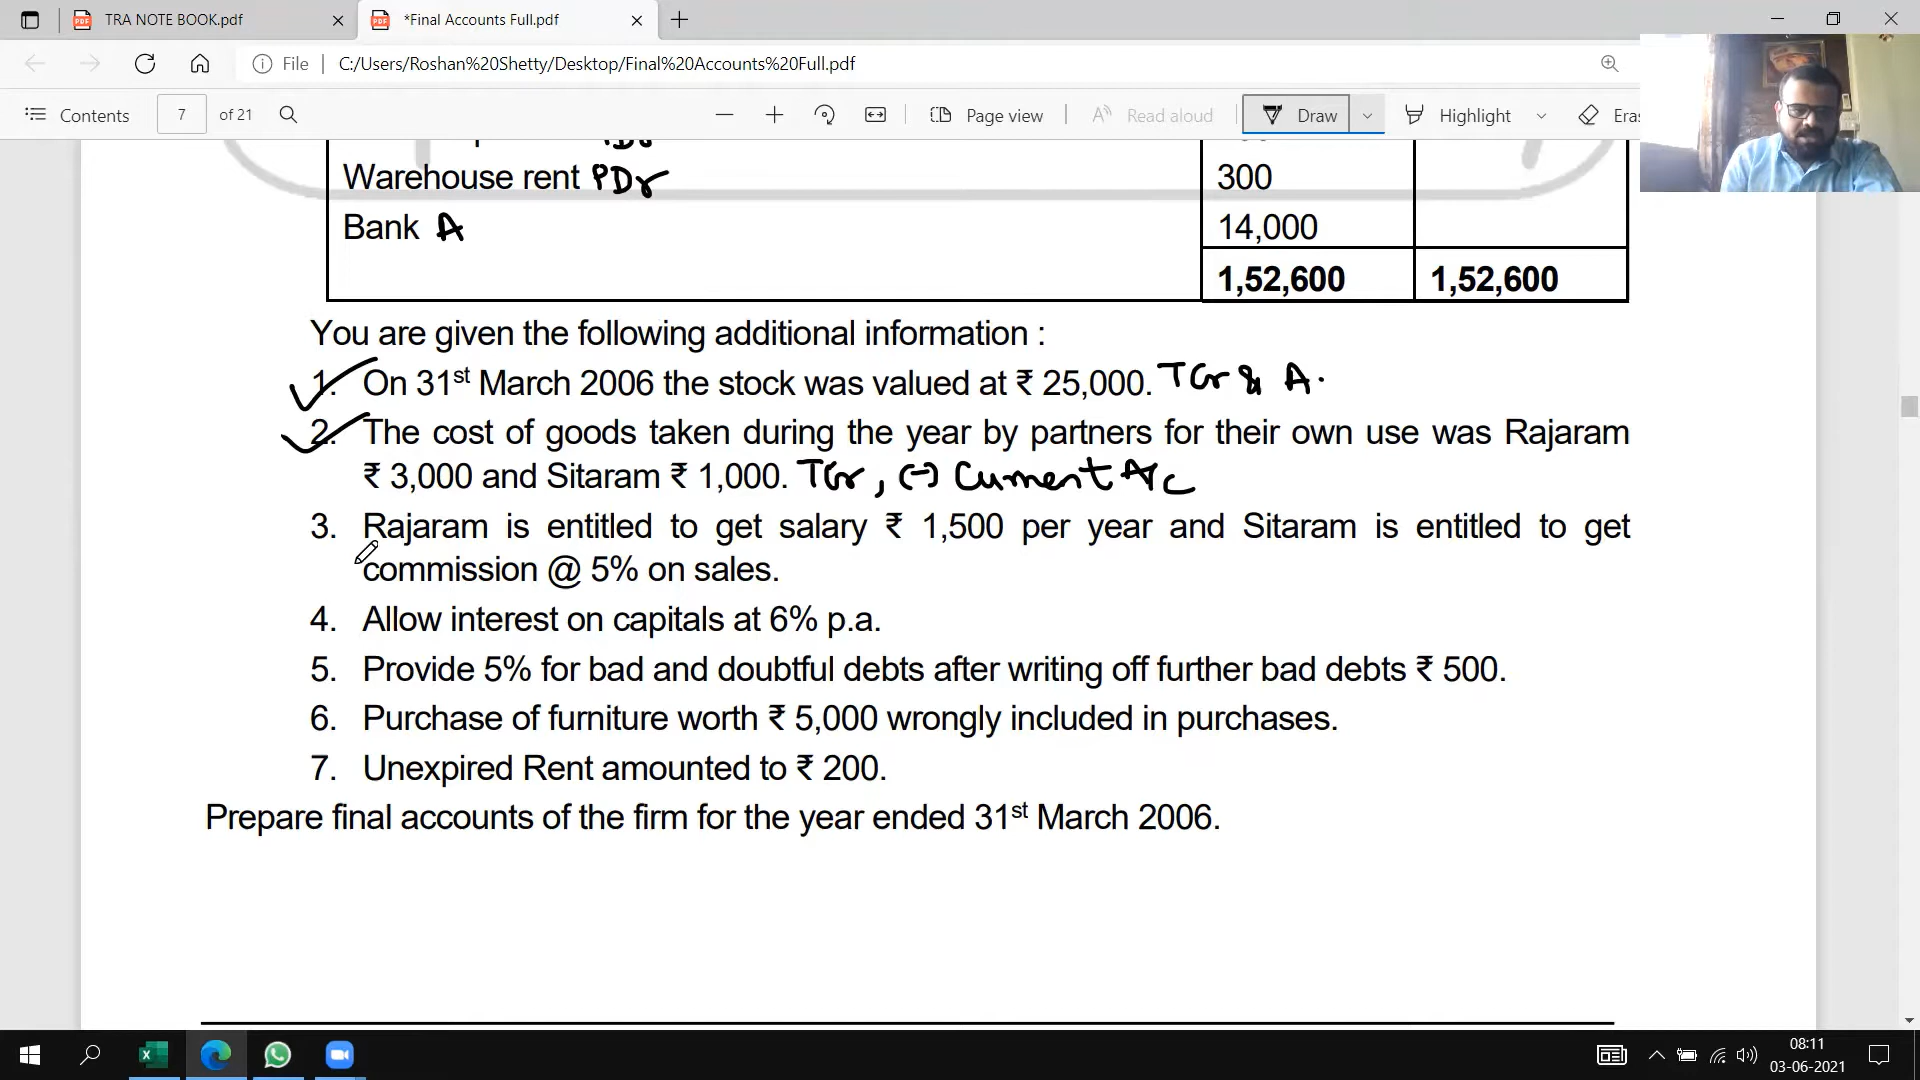 TRA NOTE BOOK.pdf
*Final Accounts Full.pdf
File
C:/Users/Roshan%20Shetty/Desktop/Final%20Accounts%20Full.pdf
Contents
7
of 21
Page view
Read aloud
Draw
Highlight
Eras
Warehouse rent PDr 300
Bank A 14,000
1,52,600 1,52,600
You are given the following additional information :
1. On 31st March 2006 the stock was valued at ₹ 25,000. TCr & A.
2. The cost of goods taken during the year by partners for their own use was Rajaram
₹ 3,000 and Sitaram ₹ 1,000. TCr, (-) Current A/c
3. Rajaram is entitled to get salary ₹ 1,500 per year and Sitaram is entitled to get
commission @ 5% on sales.
4. Allow interest on capitals at 6% p.a.
5. Provide 5% for bad and doubtful debts after writing off further bad debts ₹ 500.
6. Purchase of furniture worth ₹ 5,000 wrongly included in purchases.
7. Unexpired Rent amounted to ₹ 200.
Prepare final accounts of the firm for the year ended 31st March 2006.
08:11
03-06-2021